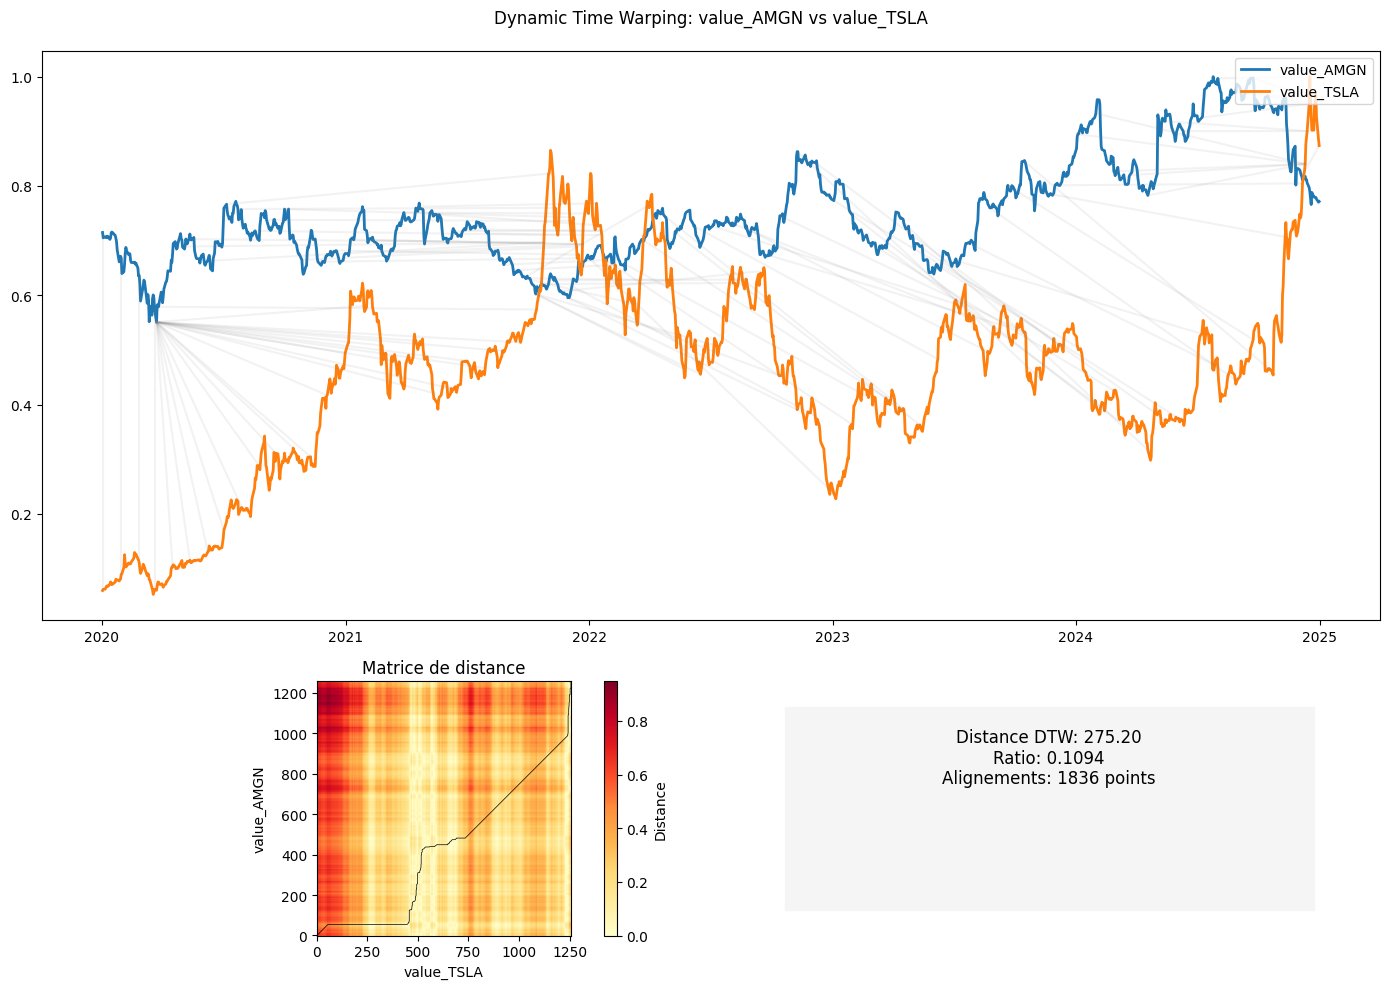 Dynamic Time Warping: value_AMGN vs value_TSLA
value_AMGN
value_TSLA
1.0
0.8
0.6
0.4
0.2
2020 2021 2022 2023 2024 2025
Matrice de distance
value_AMGN
1200
1000
800
600
400
200
0
0 250 500 750 1000 1250
value_TSLA
0.8
0.6
0.4
0.2
0.0
Distance
Distance DTW: 275.20
Ratio: 0.1094
Alignements: 1836 points